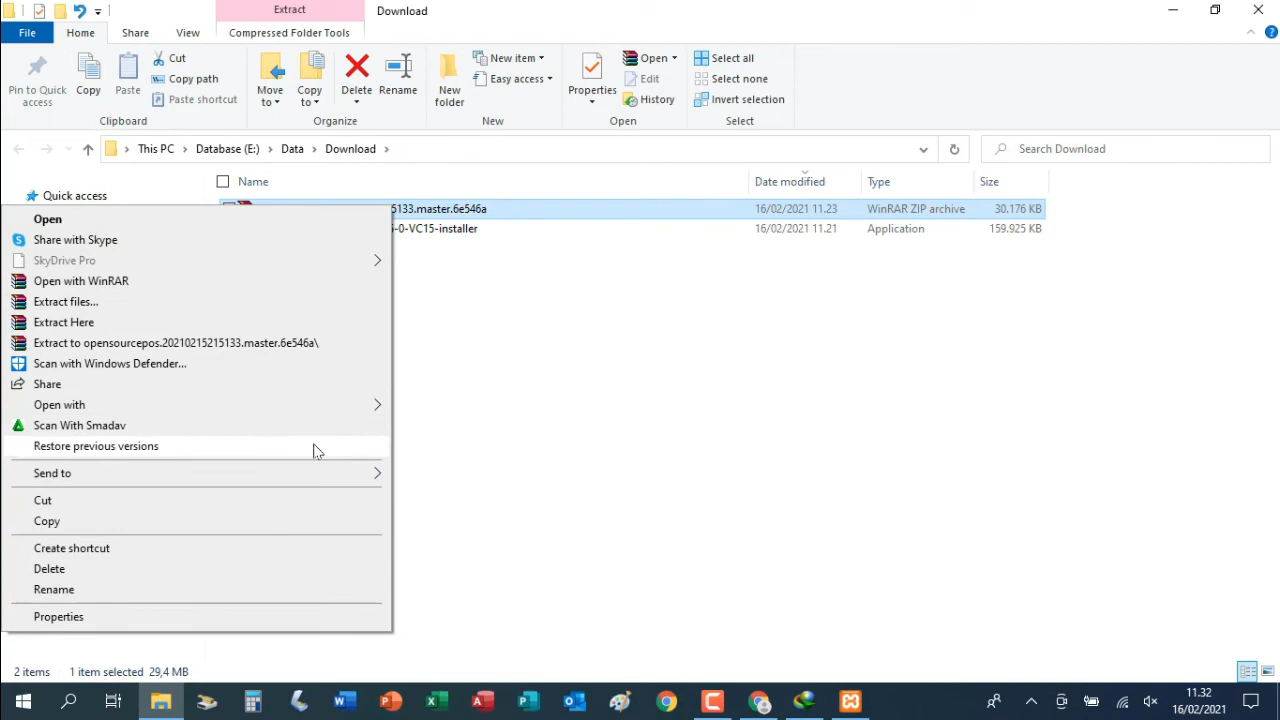 Extract
Download
File
Home
Share
View
Compressed Folder Tools
Pin to Quick access
Copy
Paste
Cut
Copy path
Paste shortcut
Clipboard
Move to
Copy to
Delete
Rename
Organize
New folder
New item
Easy access
New
Properties
Open
Edit
History
Open
Select all
Select none
Invert selection
Select
This PC
Database (E:)
Data
Download
Search Download
Name
Date modified
Type
Size
Quick access
5133.master.6e546a
16/02/2021 11.23
WinRAR ZIP archive
30.176 KB
-0-VC15-installer
16/02/2021 11.21
Application
159.925 KB
Open
Share with Skype
SkyDrive Pro
Open with WinRAR
Extract files...
Extract Here
Extract to opensourcepos.20210215215133.master.6e546a\
Scan with Windows Defender...
Share
Open with
Scan With Smadav
Restore previous versions
Send to
Cut
Copy
Create shortcut
Delete
Rename
Properties
2 items
1 item selected 29,4 MB
11.32
16/02/2021